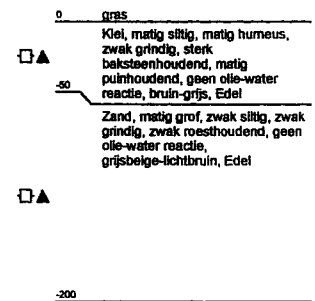 0 gras
Klei, matig siltig, matig humeus,
zwak grindig, sterk
baksteenhoudend, matig
puinhoudend, geen olie-water
reactie, bruin-grijs, Edel
-50
Zand, matig grof, zwak siltig, zwak
grindig, zwak roesthoudend, geen
olie-water reactie,
grijsbeige-lichtbruin, Edel
-200